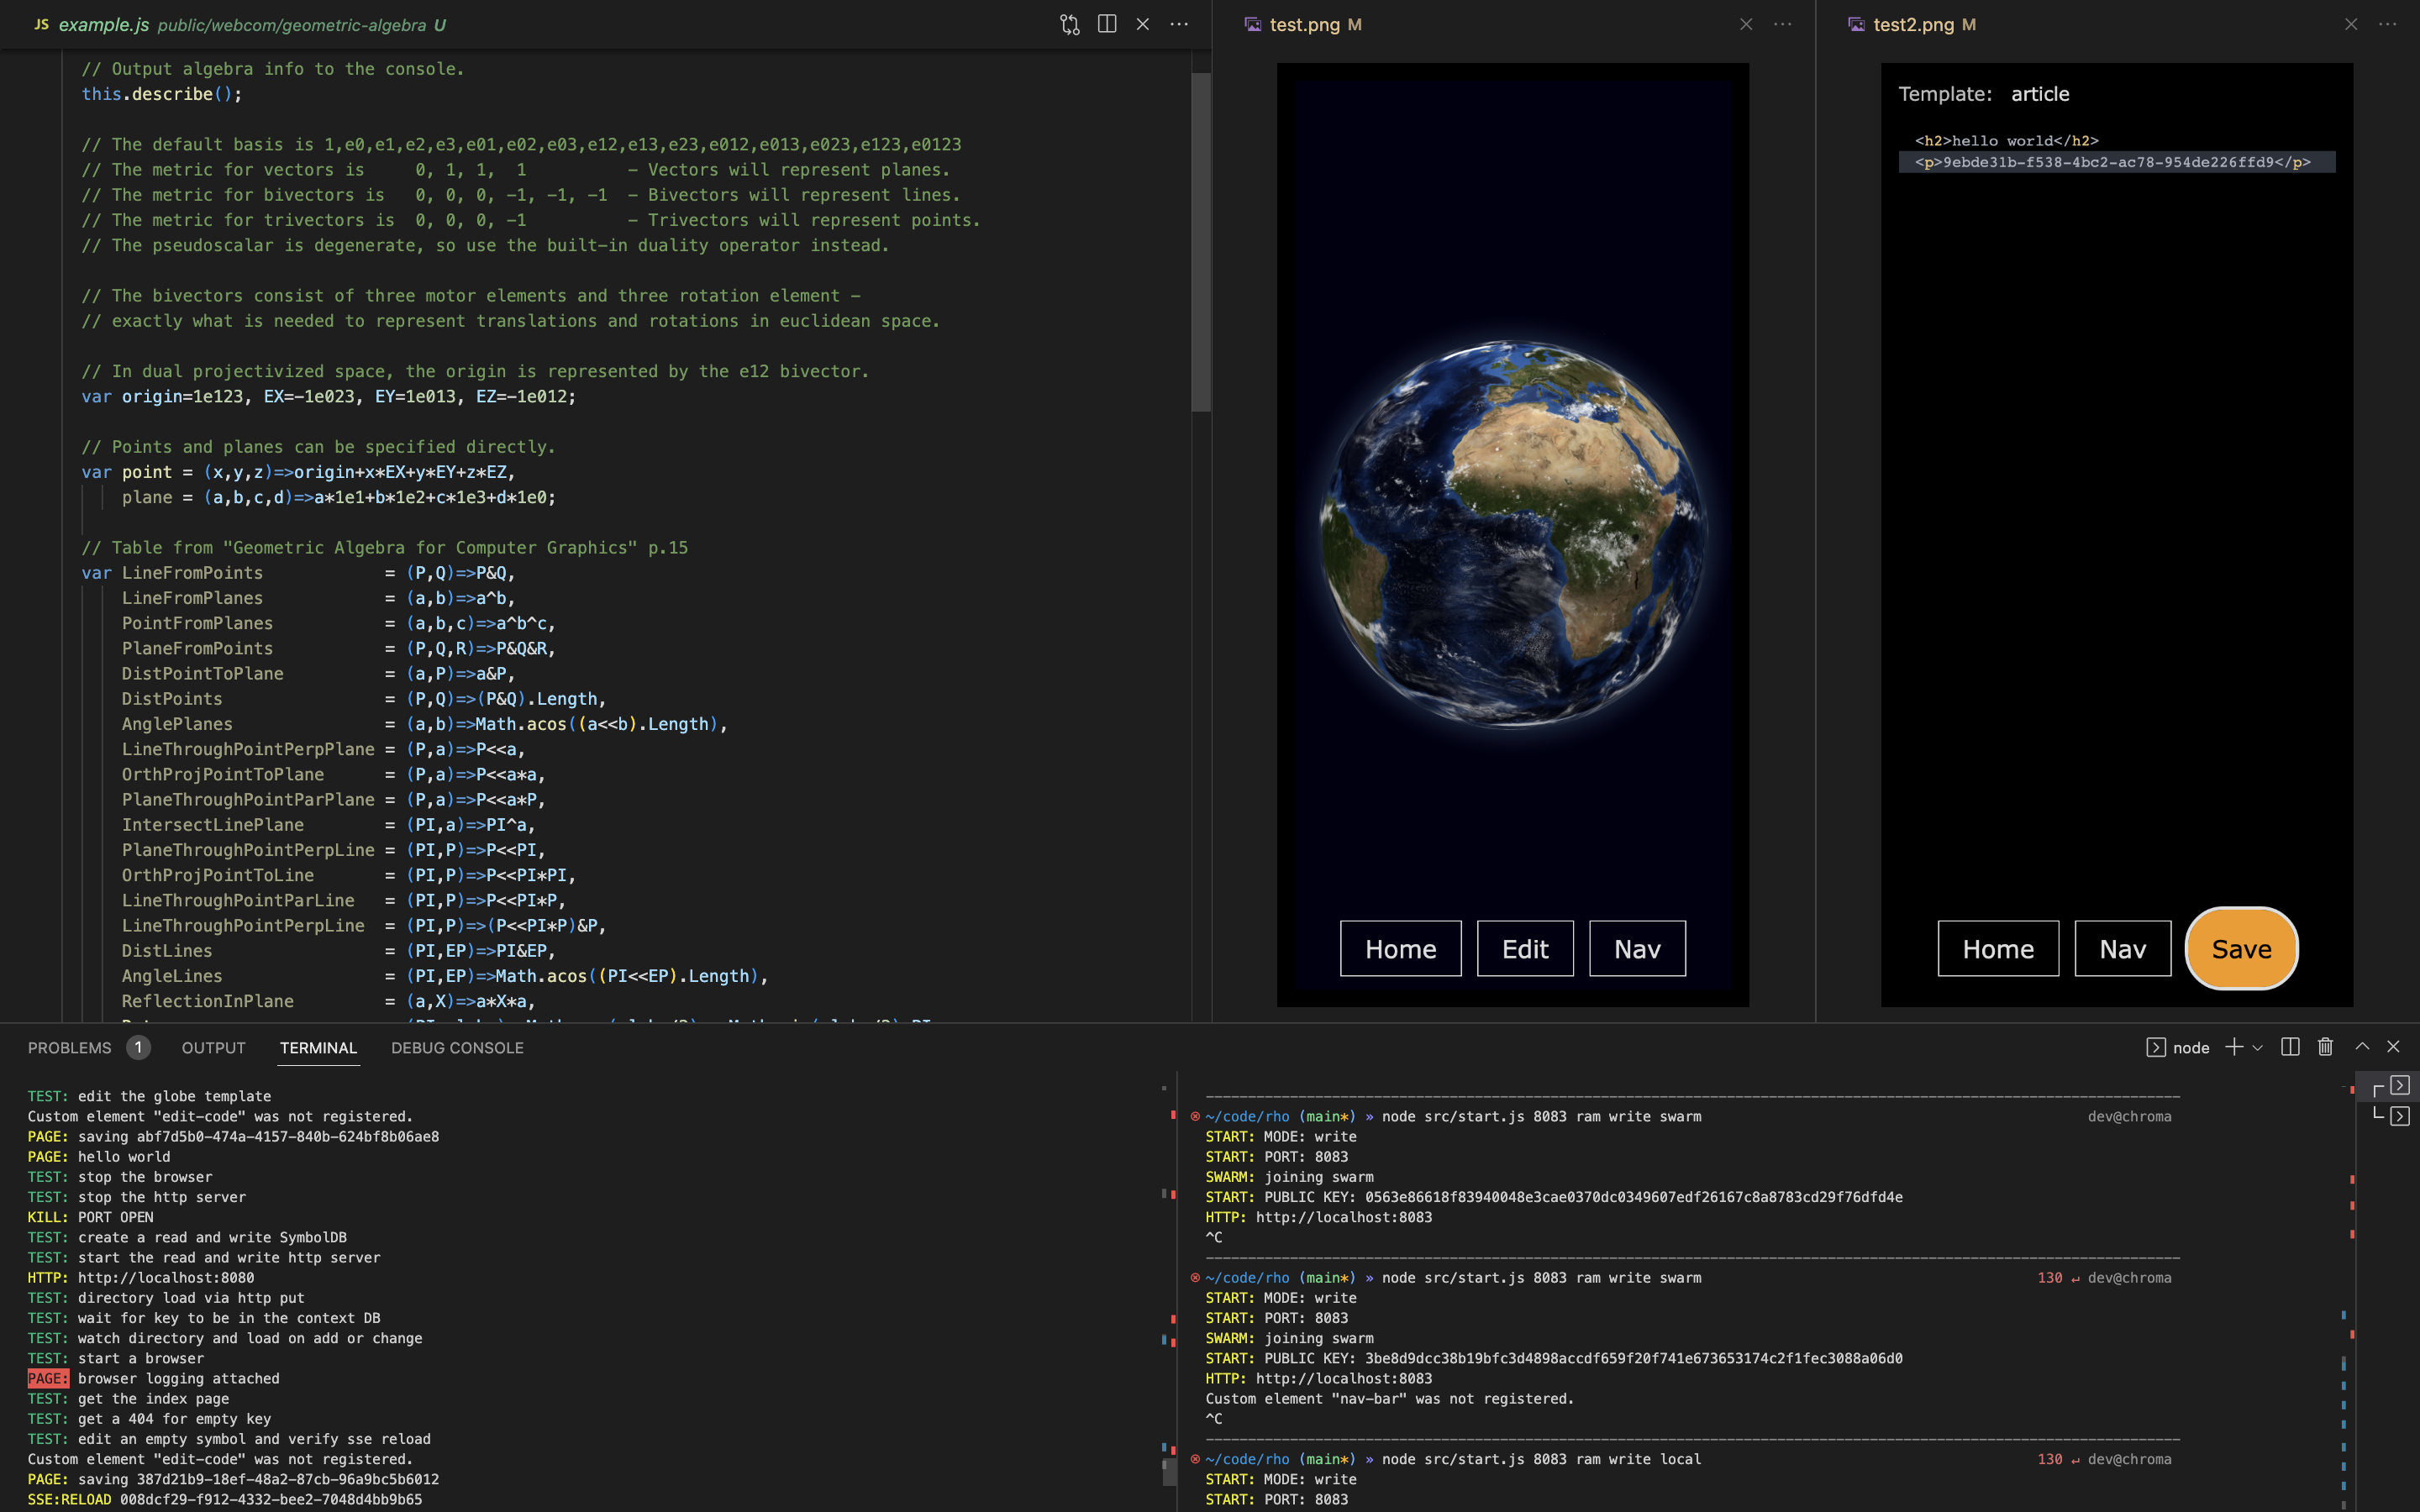 JS example.js public/webcom/geometric-algebra U
// Output algebra info to the console.
this.describe();
// The default basis is 1,e0,e1,e2,e3,e01,e02,e03,e12,e13,e23,e012,e013,e023,e123,e0123
// The metric for vectors is     0, 1, 1,  1          – Vectors will represent planes.
// The metric for bivectors is   0, 0, 0, –1, –1, –1  – Bivectors will represent lines.
// The metric for trivectors is  0, 0, 0, –1          – Trivectors will represent points.
// The pseudoscalar is degenerate, so use the built-in duality operator instead.
// The bivectors consist of three motor elements and three rotation element –
// exactly what is needed to represent translations and rotations in euclidean space.
// In dual projectivized space, the origin is represented by the e12 bivector.
var origin=1e123, EX=-1e023, EY=1e013, EZ=-1e012;
// Points and planes can be specified directly.
var point = (x,y,z)=>origin+x*EX+y*EY+z*EZ,
    plane = (a,b,c,d)=>a*1e1+b*1e2+c*1e3+d*1e0;
// Table from "Geometric Algebra for Computer Graphics" p.15
var LineFromPoints            = (P,Q)=>P&Q,
    LineFromPlanes            = (a,b)=>a^b,
    PointFromPlanes           = (a,b,c)=>a^b^c,
    PlaneFromPoints           = (P,Q,R)=>P&Q&R,
    DistPointToPlane          = (a,P)=>a&P,
    DistPoints                = (P,Q)=>(P&Q).Length,
    AnglePlanes               = (a,b)=>Math.acos((a<<b).Length),
    LineThroughPointPerpPlane = (P,a)=>P<<a,
    OrthProjPointToPlane      = (P,a)=>P<<a*a,
    PlaneThroughPointParPlane = (P,a)=>P<<a*P,
    IntersectLinePlane        = (PI,a)=>PI^a,
    PlaneThroughPointPerpLine = (PI,P)=>P<<PI,
    OrthProjPointToLine       = (PI,P)=>P<<PI*PI,
    LineThroughPointParLine   = (PI,P)=>P<<PI*P,
    LineThroughPointPerpLine  = (PI,P)=>(P<<PI*P)&P,
    DistLines                 = (PI,EP)=>PI&EP,
    AngleLines                = (PI,EP)=>Math.acos((PI<<EP).Length),
    ReflectionInPlane         = (a,X)=>a*X*a,
test.png M
Home Edit Nav
test2.png M
Template: article
<h2>hello world</h2>
<p>9ebde31b-f538-4bc2-ac78-954de226ffd9</p>
Home Nav Save
PROBLEMS 1 OUTPUT TERMINAL DEBUG CONSOLE node
TEST: edit the globe template
Custom element "edit-code" was not registered.
PAGE: saving abf7d5b0-474a-4157-840b-624bf8b06ae8
PAGE: hello world
TEST: stop the browser
TEST: stop the http server
KILL: PORT OPEN
TEST: create a read and write SymbolDB
TEST: start the read and write http server
HTTP: http://localhost:8080
TEST: directory load via http put
TEST: wait for key to be in the context DB
TEST: watch directory and load on add or change
TEST: start a browser
PAGE: browser logging attached
TEST: get the index page
TEST: get a 404 for empty key
TEST: edit an empty symbol and verify sse reload
Custom element "edit-code" was not registered.
PAGE: saving 387d21b9-18ef-48a2-87cb-96a9bc5b6012
SSE:RELOAD 008dcf29-f912-4332-bee2-7048d4bb9b65
~/code/rho (main*) » node src/start.js 8083 ram write swarm dev@chroma
START: MODE: write
START: PORT: 8083
SWARM: joining swarm
START: PUBLIC KEY: 0563e86618f83940048e3cae0370dc0349607edf26167c8a8783cd29f76dfd4e
HTTP: http://localhost:8083
^C
~/code/rho (main*) » node src/start.js 8083 ram write swarm 130 ↵ dev@chroma
START: MODE: write
START: PORT: 8083
SWARM: joining swarm
START: PUBLIC KEY: 3be8d9dcc38b19bfc3d4898accdf659f20f741e673653174c2f1fec3088a06d0
HTTP: http://localhost:8083
Custom element "nav-bar" was not registered.
^C
~/code/rho (main*) » node src/start.js 8083 ram write local 130 ↵ dev@chroma
START: MODE: write
START: PORT: 8083